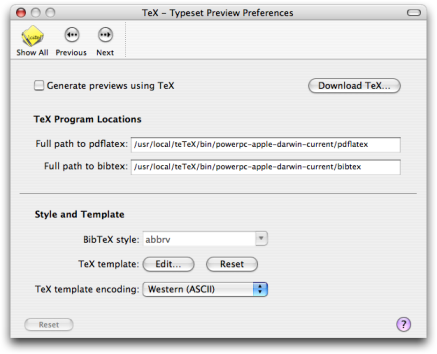 TeX – Typeset Preview Preferences
Show All Previous Next
Generate previews using TeX Download TeX...
TeX Program Locations
Full path to pdflatex: /usr/local/teTeX/bin/powerpc-apple-darwin-current/pdflatex
Full path to bibtex: /usr/local/teTeX/bin/powerpc-apple-darwin-current/bibtex
Style and Template
BibTeX style: abbrv
TeX template: Edit... Reset
TeX template encoding: Western (ASCII)
Reset ?